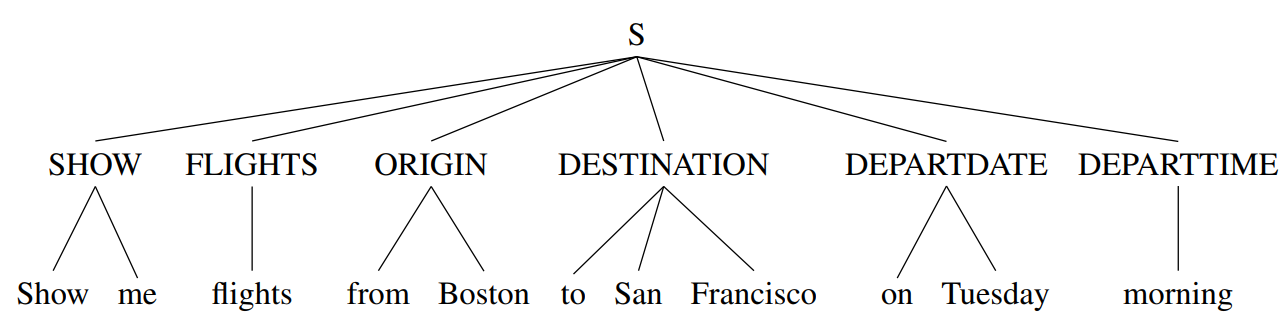 S
SHOW FLIGHTS ORIGIN DESTINATION DEPARTDATE DEPARTTIME
Show me flights from Boston to San Francisco on Tuesday morning